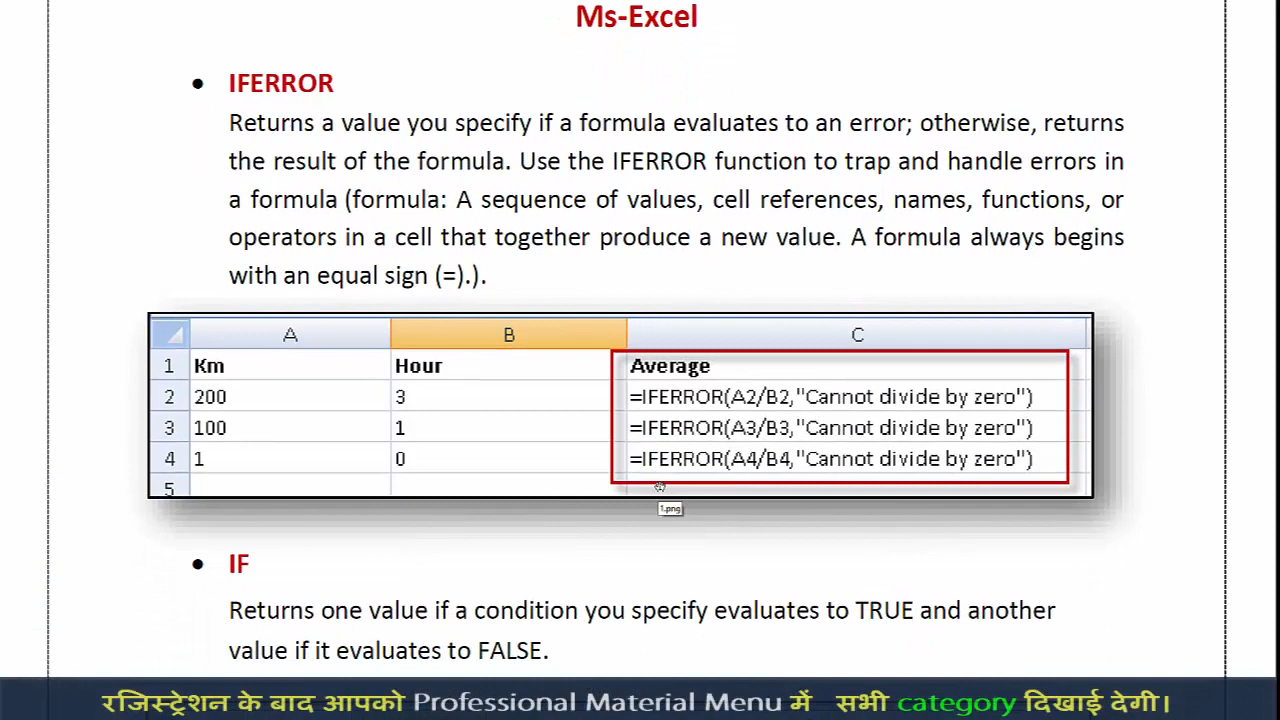 Ms-Excel
• IFERROR
Returns a value you specify if a formula evaluates to an error; otherwise, returns
the result of the formula. Use the IFERROR function to trap and handle errors in
a formula (formula: A sequence of values, cell references, names, functions, or
operators in a cell that together produce a new value. A formula always begins
with an equal sign (=).).
A B C
1 Km Hour Average
2 200 3 =IFERROR(A2/B2,"Cannot divide by zero")
3 100 1 =IFERROR(A3/B3,"Cannot divide by zero")
4 1 0 =IFERROR(A4/B4,"Cannot divide by zero")
5
1.png
• IF
Returns one value if a condition you specify evaluates to TRUE and another
value if it evaluates to FALSE.
रजिस्ट्रेशन के बाद आपको Professional Material Menu में सभी category दिखाई देगी।